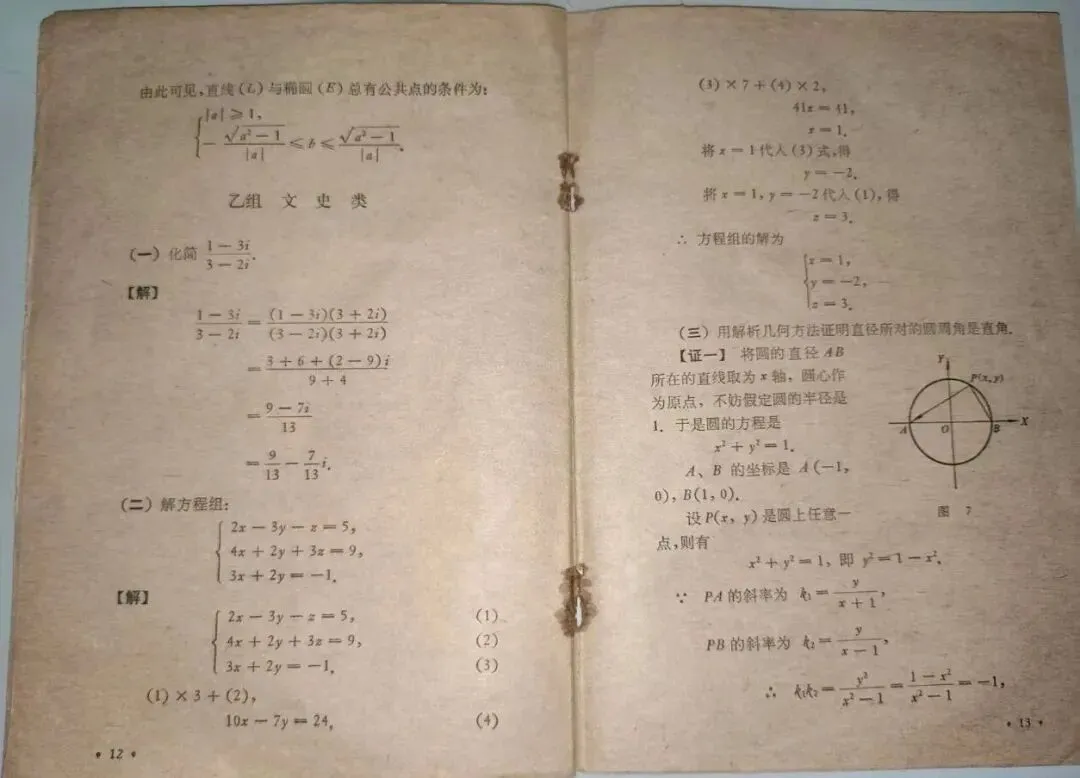 由此可见,直线(L)与椭圆(E)总有公共点的条件为:
{|a| ≥ 1,
-√(a² - 1)/|a| ≤ b ≤ √(a² - 1)/|a|.
乙组 文 史 类
(一) 化简 (1 - 3i)/(3 - 2i).
【解】
(1 - 3i)/(3 - 2i) = (1 - 3i)(3 + 2i)/(3 - 2i)(3 + 2i)
= (3 + 6 + (2 - 9)i)/(9 + 4)
= (9 - 7i)/13
= 9/13 - 7/13 i.
(二) 解方程组:
{2x - 3y - z = 5,
4x + 2y + 3z = 9,
3x + 2y = -1.
【解】
{2x - 3y - z = 5, (1)
4x + 2y + 3z = 9, (2)
3x + 2y = -1. (3)
(1) × 3 + (2),
10x - 7y = 24, (4)
• 12 •
(3) × 7 + (4) × 2,
41x = 41,
x = 1.
将 x = 1 代入 (3) 式,得
y = -2.
将 x = 1, y = -2 代入 (1), 得
z = 3.
∴ 方程组的解为
{x = 1,
y = -2,
z = 3.
(三) 用解析几何方法证明直径所对的圆周角是直角.
【证一】 将圆的直径 AB
所在的直线取为 x 轴, 圆心作
为原点, 不妨假定圆的半径是
1. 于是圆的方程是
x² + y² = 1.
A、B 的坐标是 A(-1,
0), B(1, 0).
设 P(x, y) 是圆上任意一
点,则有
Y
P(x, y)
A
O
B
X
图 7
x² + y² = 1, 即 y² = 1 - x².
∵ PA 的斜率为 k₁ = y/(x + 1),
PB 的斜率为 k₂ = y/(x - 1),
∴ k₁k₂ = y²/(x² - 1) = (1 - x²)/(x² - 1) = -1,
• 13 •